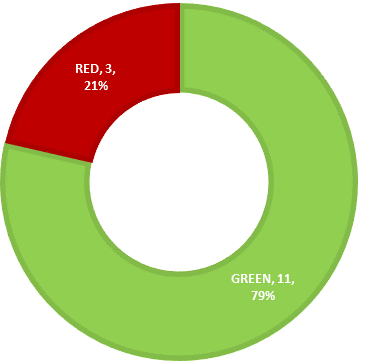 RED, 3,
21%
GREEN, 11,
79%